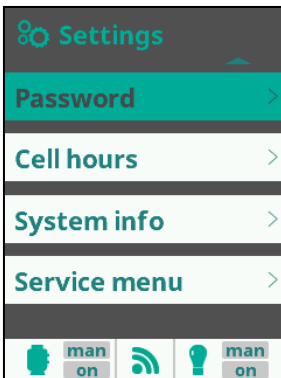 Settings
Password
Cell hours
System info
Service menu
man man
on on